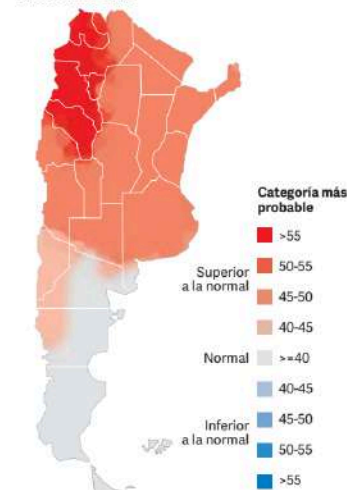 Categoría más
probable
>55
50-55
Superior
a la normal
45-50
40-45
Normal
>=40
40-45
Inferior
a la normal
45-50
50-55
>55